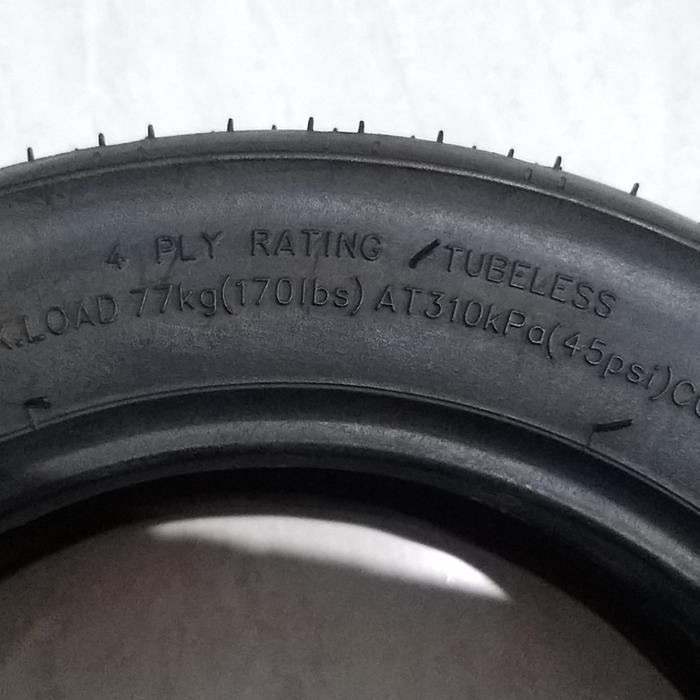 4 PLY RATING /TUBELESS
.LOAD 77kg(170lbs) AT310kPa(45psi)